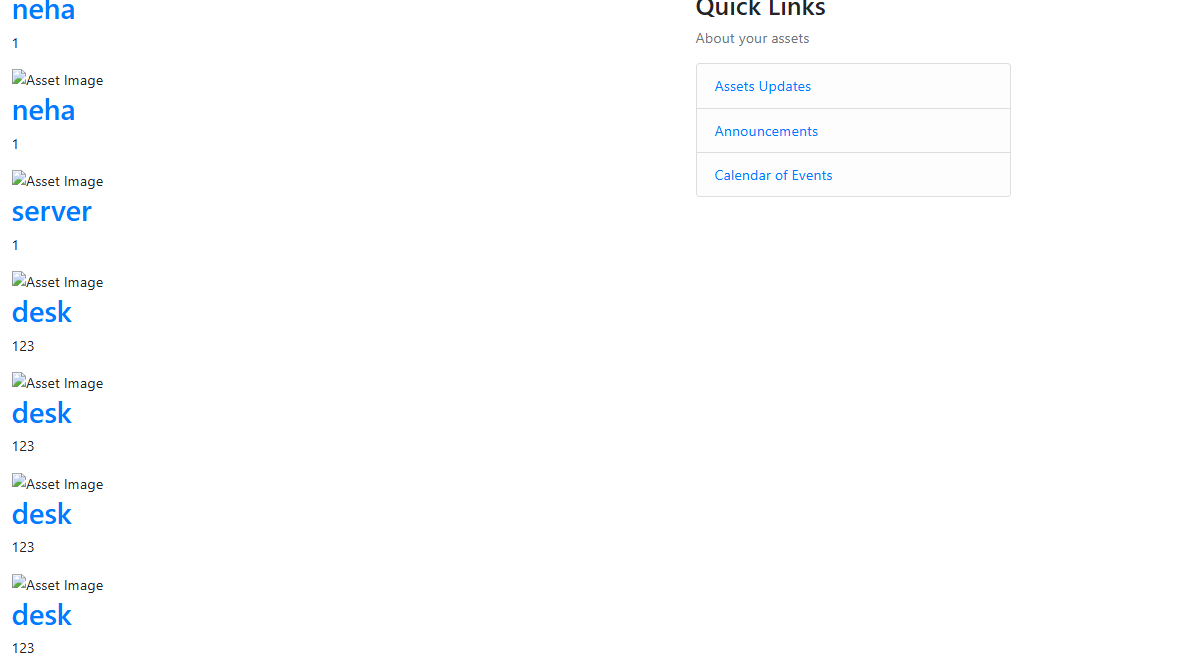 neha
1
Asset Image
neha
1
Asset Image
server
1
Asset Image
desk
123
Asset Image
desk
123
Asset Image
desk
123
Asset Image
desk
123
Quick Links
About your assets
Assets Updates
Announcements
Calendar of Events